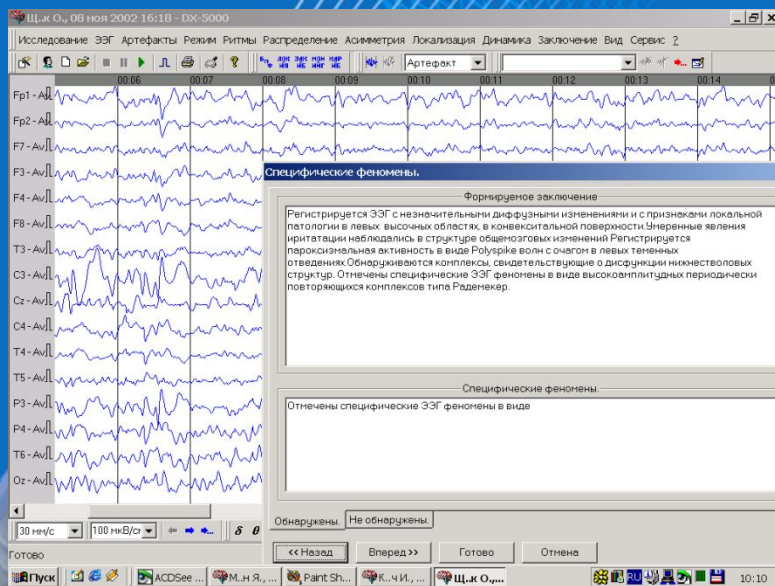 Щ..к О., 08 ноя 2002 16:18 - DX-5000
Исследование ЭЭГ Артефакты Режим Ритмы Распределение Асимметрия Локализация Динамика Заключение Вид Сервис ?
Артефакт
00:06 00:07 00:08 00:09 00:10 00:11 00:12 00:13 00:14
Fp1 - A
Fp2 - A
F7 - Av
F3 - Av
F4 - Av
F8 - Av
T3 - Av
C3 - Av
Cz - Av
C4 - Av
T4 - Av
T5 - Av
P3 - Av
P4 - Av
T6 - Av
Oz - Av
Специфические феномены.
Формируемое заключение
Регистрируется ЭЭГ с незначительными диффузными изменениями и с признаками локальной
патологии в левых височных областях, в конвекситальной поверхности.Умеренные явления
иритатации наблюдались в структуре общемозговых изменений Регистрируется
пароксизмальная активность в виде Polyspike волн с очагом в левых теменных
отведениях.Обнаруживаются комплексы, свидетельствующие о дисфункции нижнестволовых
структур. Отмечены специфические ЭЭГ феномены в виде высокоамплитудных периодически
повторяющихся комплексов типа Радемекер.
Специфические феномены.
Отмечены специфические ЭЭГ феномены в виде
Обнаружены. Не обнаружены.
<< Назад Вперед >> Готово Отмена
30 мм/с 100 мкВ/см δ θ
Готово
Пуск ACDSee ... М..н Я., ... Paint Sh... К..ч И., ... Щ..к О.,... RU 10:10